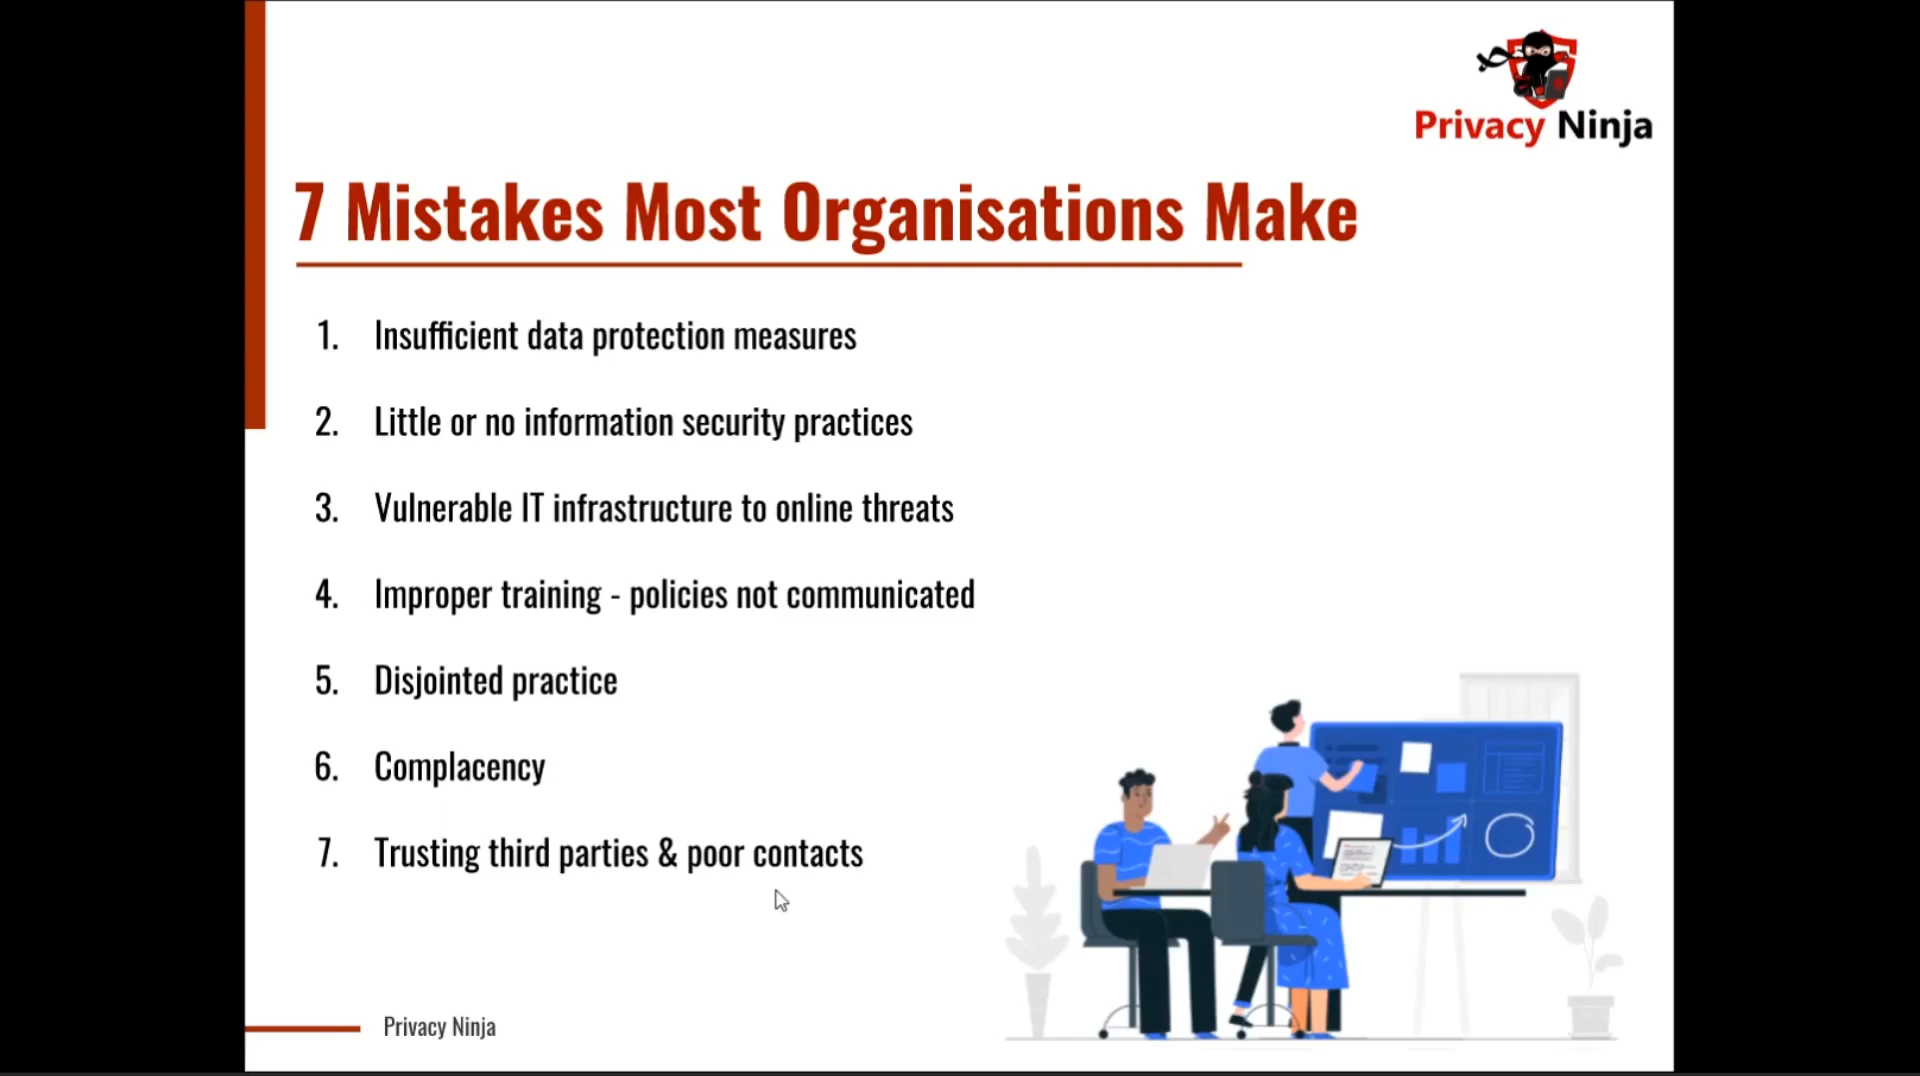 Privacy Ninja
7 Mistakes Most Organisations Make
1. Insufficient data protection measures
2. Little or no information security practices
3. Vulnerable IT infrastructure to online threats
4. Improper training - policies not communicated
5. Disjointed practice
6. Complacency
7. Trusting third parties & poor contacts
Privacy Ninja